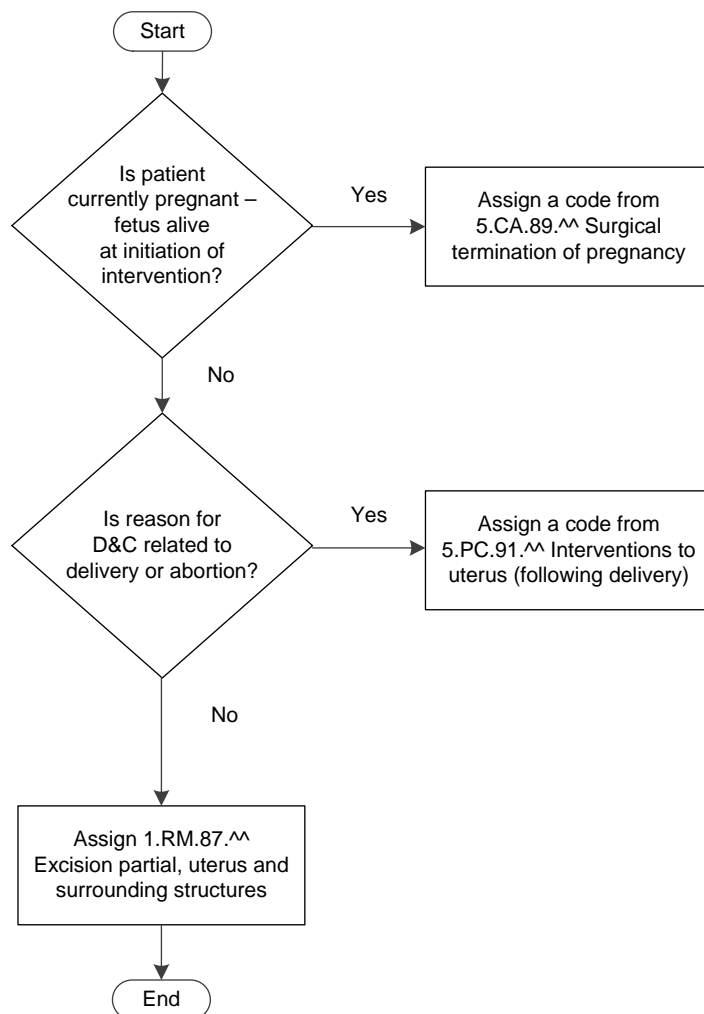 Start
Is patient
currently pregnant –
fetus alive
at initiation of
intervention?
Yes
Assign a code from
5.CA.89.^^ Surgical
termination of pregnancy
No
Is reason for
D&C related to
delivery or abortion?
Yes
Assign a code from
5.PC.91.^^ Interventions to
uterus (following delivery)
No
Assign 1.RM.87.^^
Excision partial, uterus and
surrounding structures
End